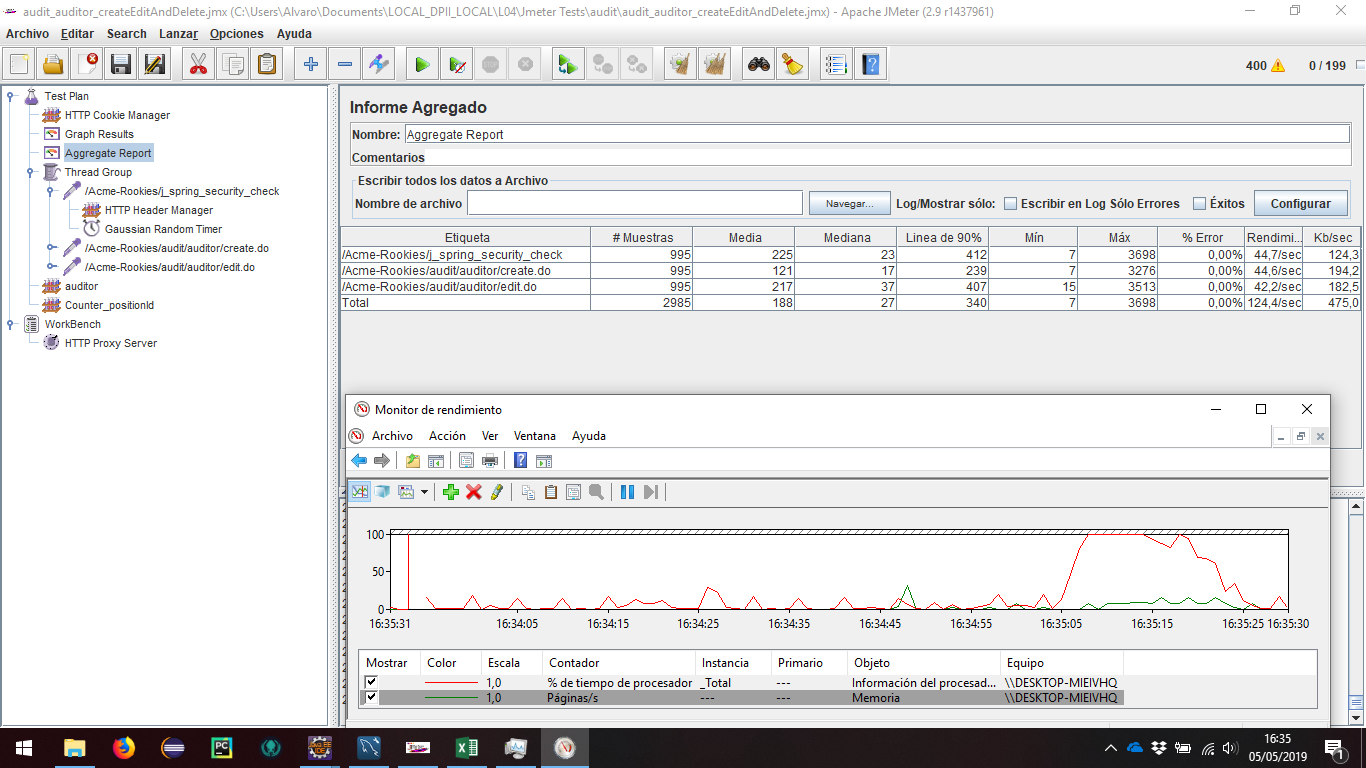 audit_auditor_createEditAndDelete.jmx (C:\Users\Alvaro\Documents\LOCAL_DPII_LOCAL\L04\Jmeter Tests\audit\audit_auditor_createEditAndDelete.jmx) - Apache JMeter (2.9 r1437961)
Archivo Editar Search Lanzar Opciones Ayuda
400 0 / 199
Test Plan
HTTP Cookie Manager
Graph Results
Aggregate Report
Thread Group
/Acme-Rookies/j_spring_security_check
HTTP Header Manager
Gaussian Random Timer
/Acme-Rookies/audit/auditor/create.do
/Acme-Rookies/audit/auditor/edit.do
auditor
Counter_positionId
WorkBench
HTTP Proxy Server
Informe Agregado
Nombre: Aggregate Report
Comentarios
Escribir todos los datos a Archivo
Nombre de archivo Navegar... Log/Mostrar sólo: Escribir en Log Sólo Errores Éxitos Configurar
Etiqueta # Muestras Media Mediana Linea de 90% Mín Máx % Error Rendimi... Kb/sec
/Acme-Rookies/j_spring_security_check 995 225 23 412 7 3698 0,00% 44,7/sec 124,3
/Acme-Rookies/audit/auditor/create.do 995 121 17 239 7 3276 0,00% 44,6/sec 194,2
/Acme-Rookies/audit/auditor/edit.do 995 217 37 407 15 3513 0,00% 42,2/sec 182,5
Total 2985 188 27 340 7 3698 0,00% 124,4/sec 475,0
Monitor de rendimiento
Archivo Acción Ver Ventana Ayuda
100
50
0
16:35:31 16:34:05 16:34:15 16:34:25 16:34:35 16:34:45 16:34:55 16:35:05 16:35:15 16:35:25 16:35:30
Mostrar Color Escala Contador Instancia Primario Objeto Equipo
1,0 % de tiempo de procesador _Total --- Información del procesad... \\DESKTOP-MIEIVHQ
1,0 Páginas/s --- --- Memoria \\DESKTOP-MIEIVHQ
16:35
05/05/2019